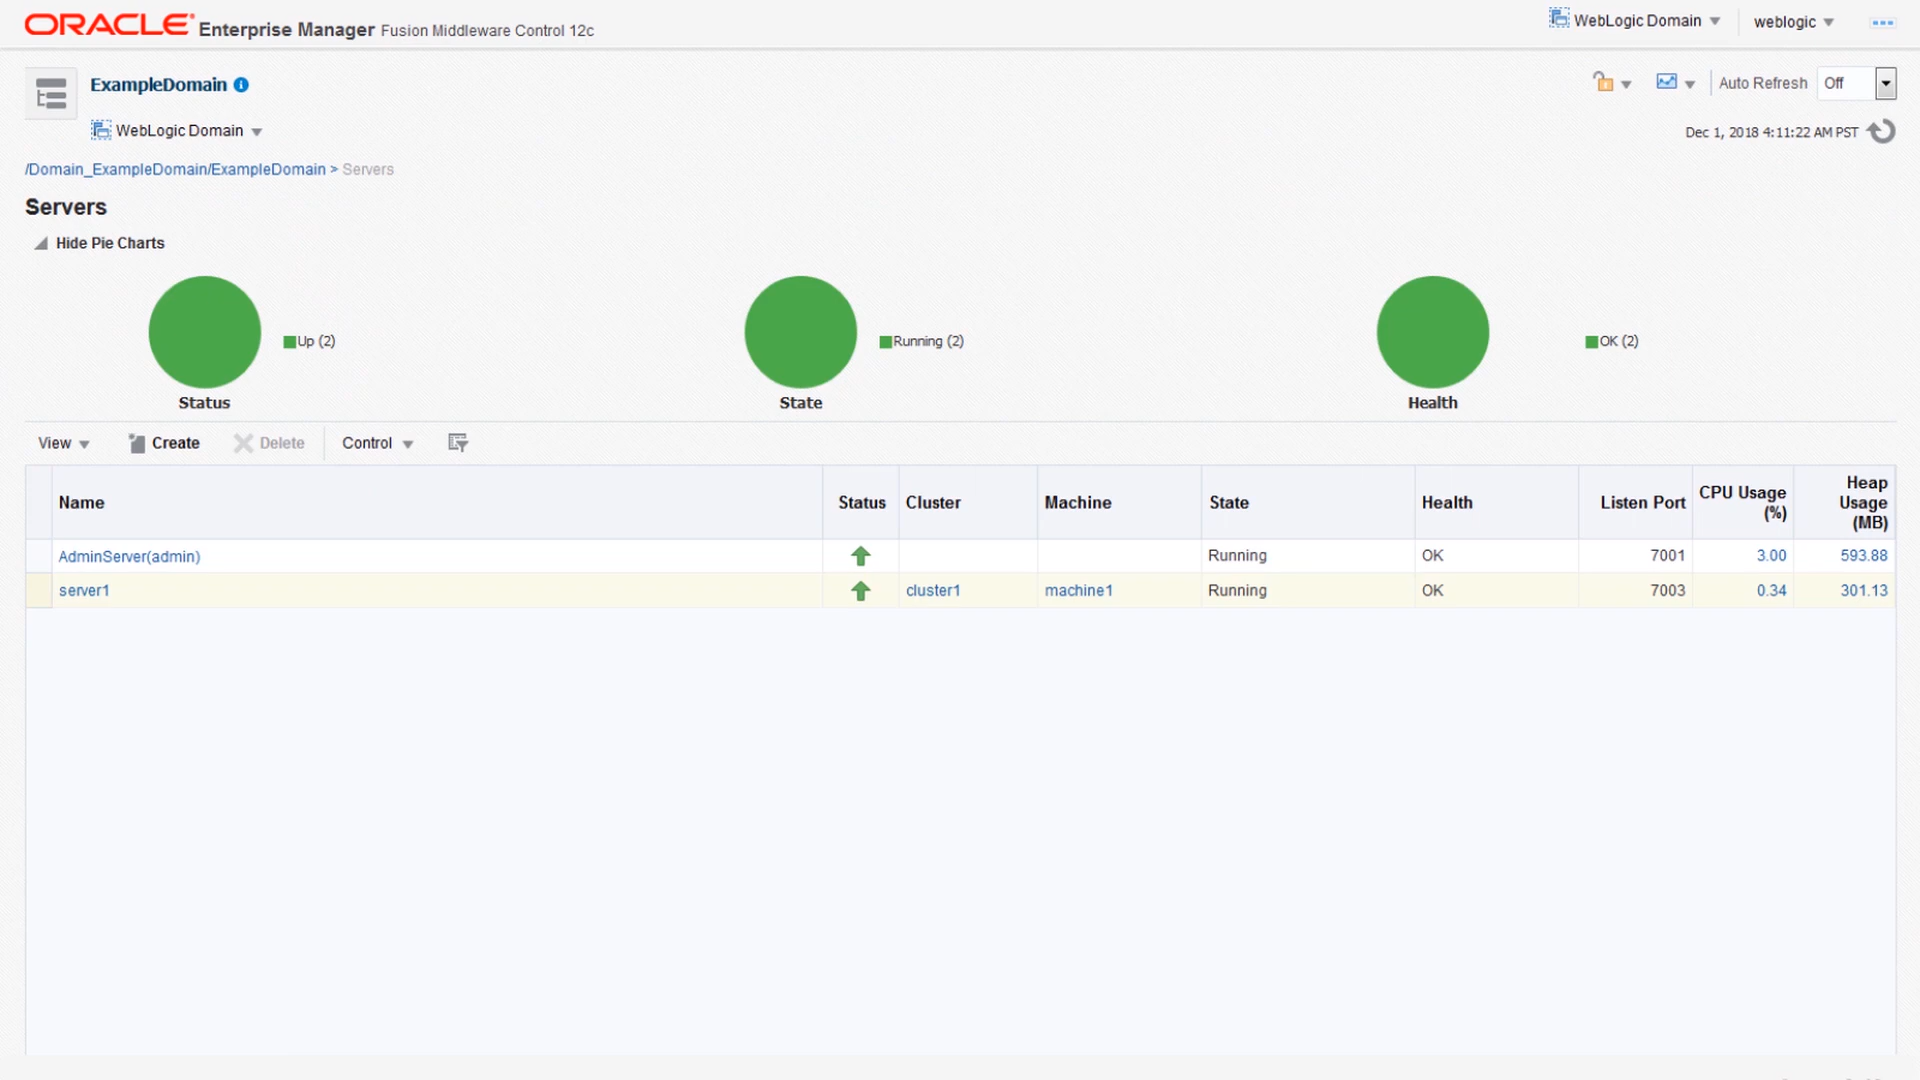 ORACLE Enterprise Manager Fusion Middleware Control 12c
WebLogic Domain
weblogic
ExampleDomain
Auto Refresh Off
WebLogic Domain
Dec 1, 2018 4:11:22 AM PST
/Domain_ExampleDomain/ExampleDomain > Servers
Servers
Hide Pie Charts
Up (2)
Running (2)
OK (2)
Status
State
Health
View Create Delete Control
Name Status Cluster Machine State Health Listen Port CPU Usage (%) Heap Usage (MB)
AdminServer(admin) Running OK 7001 3.00 593.88
server1 cluster1 machine1 Running OK 7003 0.34 301.13